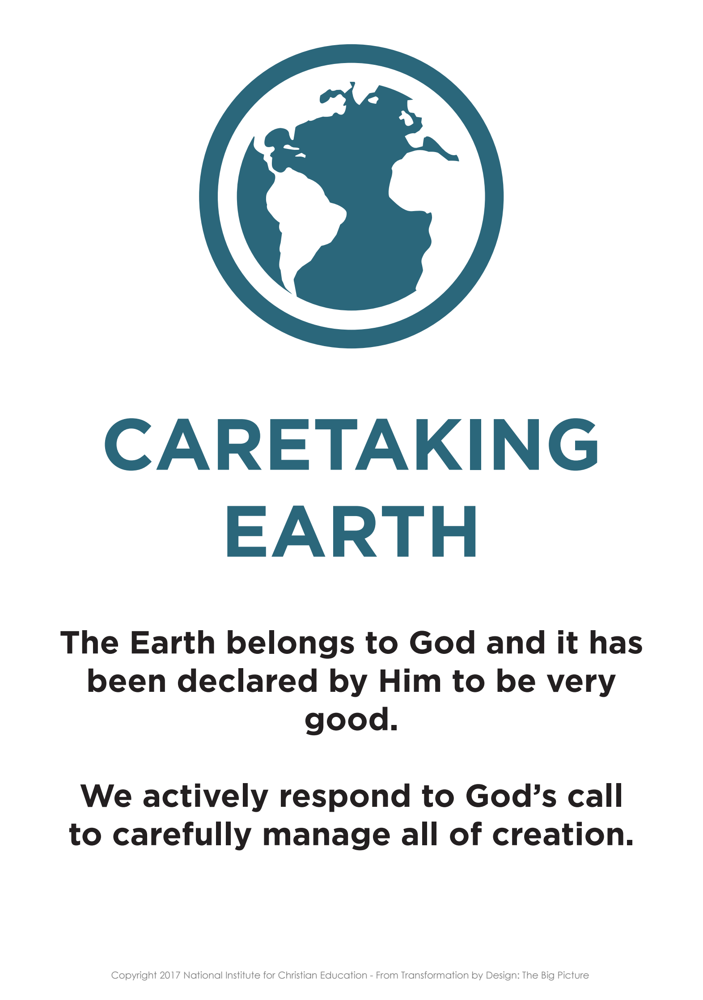 CARETAKING
EARTH
The Earth belongs to God and it has
been declared by Him to be very
good.
We actively respond to God’s call
to carefully manage all of creation.
Copyright 2017 National Institute for Christian Education - From Transformation by Design: The Big Picture